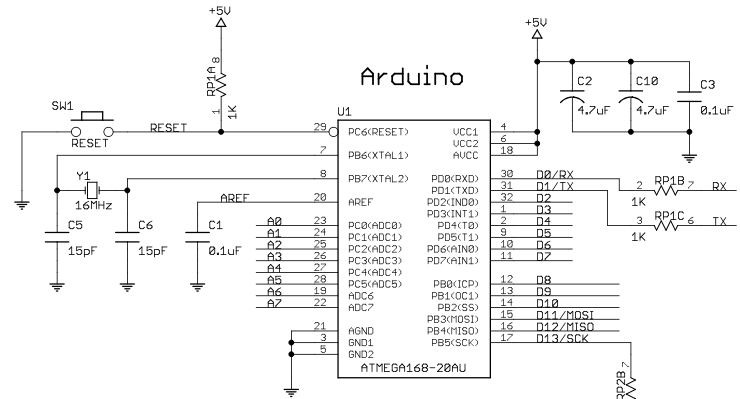 +5V
+5V
Arduino
RP1A 8
1 1K
SW1
RESET
RESET
C2
4.7uF
C10
4.7uF
C3
0.1uF
U1
29 PC6(RESET)
7 PB6(XTAL1)
8 PB7(XTAL2)
AREF 20 AREF
A0 23 PC0(ADC0)
A1 24 PC1(ADC1)
A2 25 PC2(ADC2)
A3 26 PC3(ADC3)
A4 27 PC4(ADC4)
A5 28 PC5(ADC5)
A6 19 ADC6
A7 22 ADC7
21 AGND
3 GND1
5 GND2
VCC1 4
VCC2 6
AVCC 18
PD0(RXD) 30 D0/RX
PD1(TXD) 31 D1/TX
PD2(IND0) 32 D2
PD3(INT1) 1 D3
PD4(T0) 2 D4
PD5(T1) 9 D5
PD6(AIN0) 10 D6
PD7(AIN1) 11 D7
PB0(ICP) 12 D8
PB1(OC1) 13 D9
PB2(SS) 14 D10
PB3(MOSI) 15 D11/MOSI
PB4(MISO) 16 D12/MISO
PB5(SCK) 17 D13/SCK
ATMEGA168-20AU
Y1
16MHz
C5
15pF
C6
15pF
C1
0.1uF
2 RP1B 7 RX
1K
3 RP1C 6 TX
1K
RP2B 7